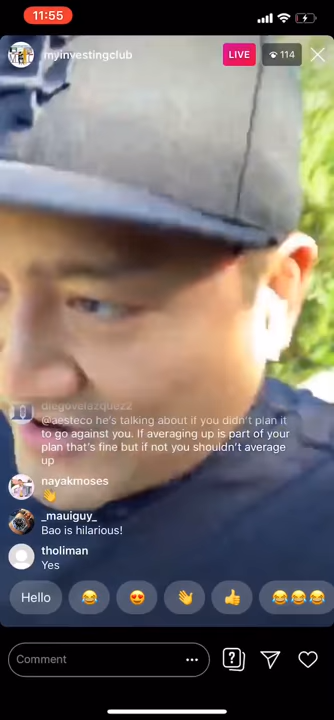 11:55
myinvestingclub
LIVE
114
diegovelazquez22
@aesteco he's talking about if you didn't plan it
to go against you. If averaging up is part of your
plan that's fine but if not you shouldn't average
up
nayakmoses
👋
_mauiguy_
Bao is hilarious!
tholiman
Yes
Hello
😂
😍
👋
👍
😂😂😂
Comment